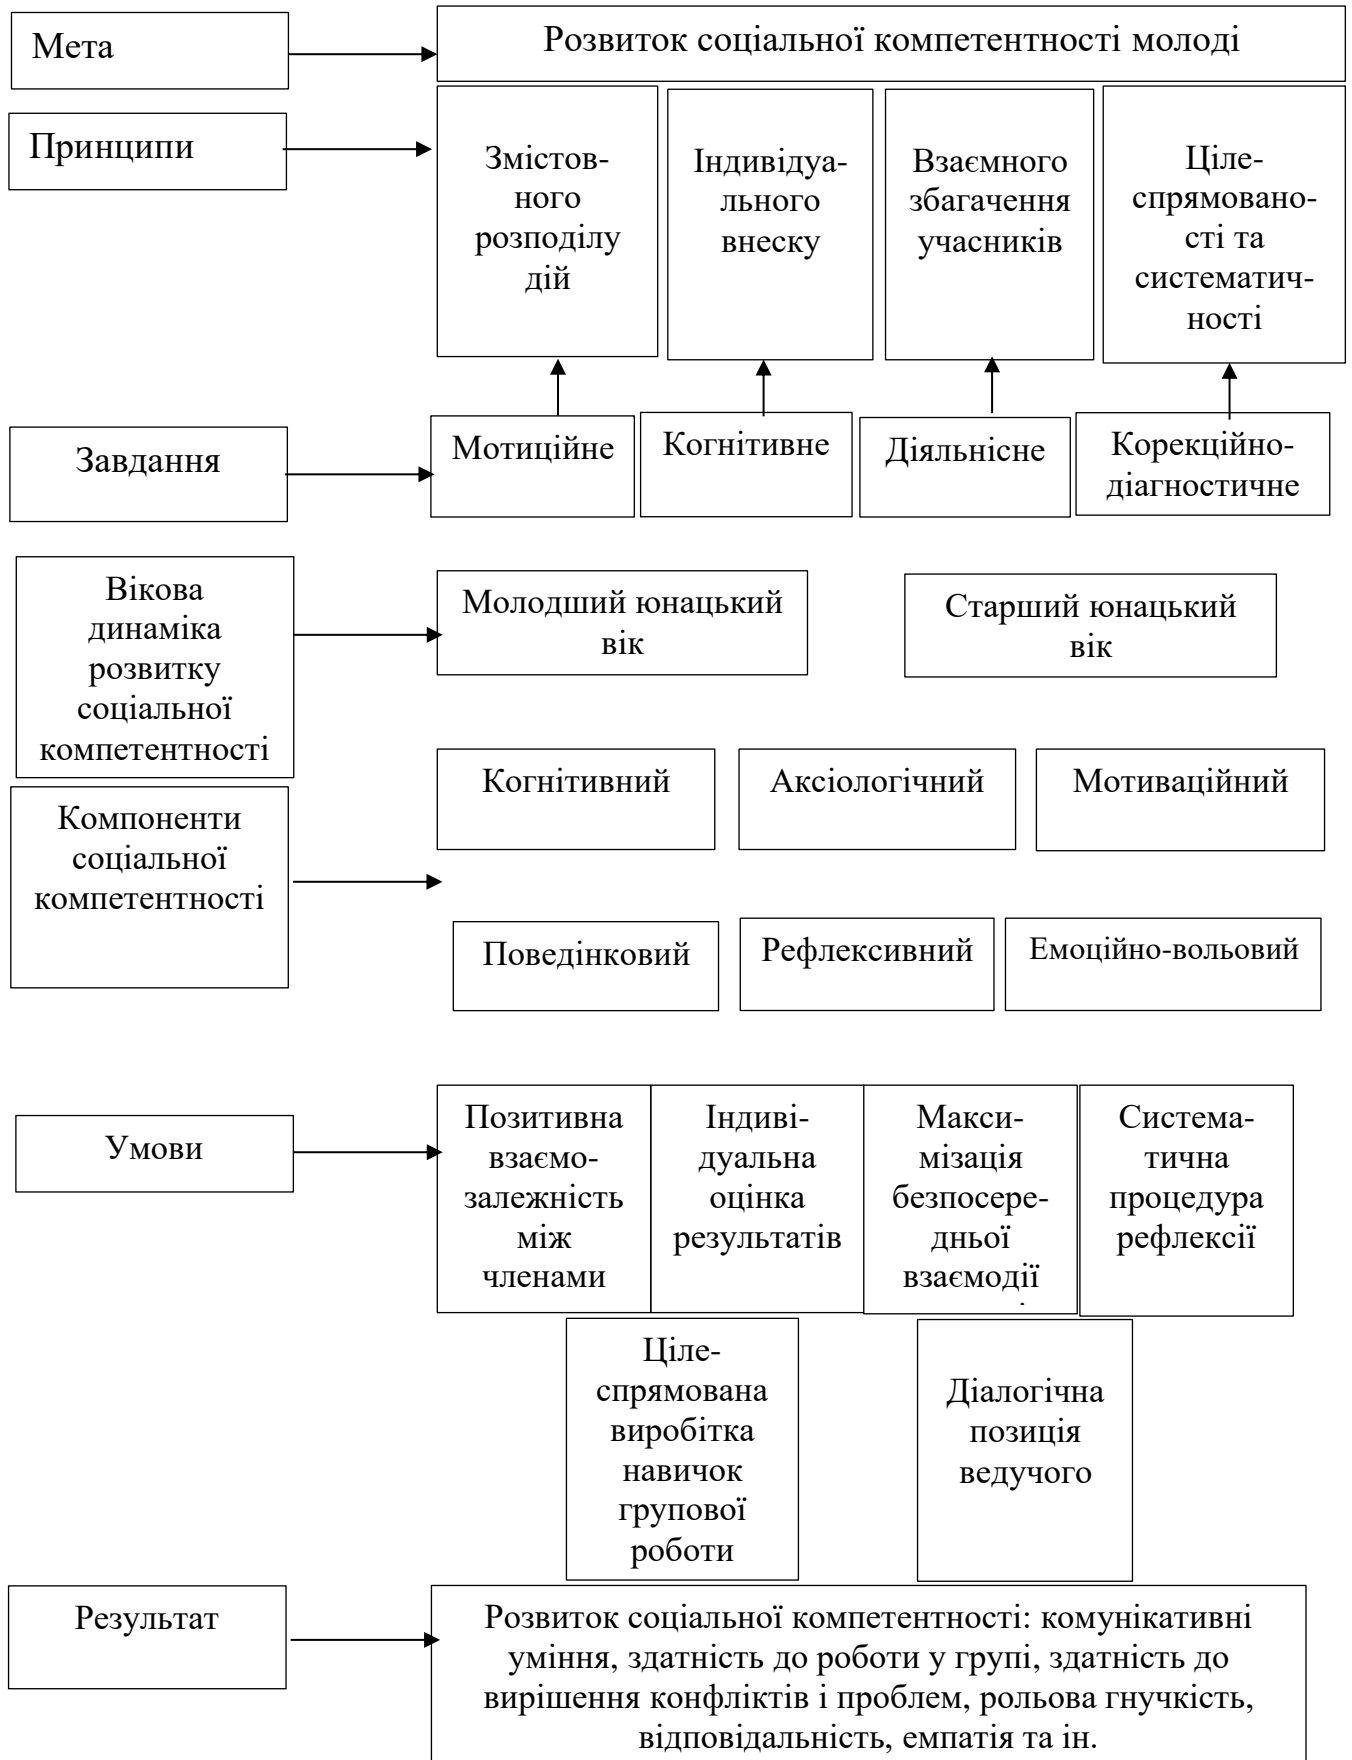 Мета
Розвиток соціальної компетентності молоді
Принципи
Змістов-
ного
розподілу
дій
Індивідуа-
льного
внеску
Взаємного
збагачення
учасників
Ціле-
спрямовано-
сті та
систематич-
ності
Завдання
Мотиційне
Когнітивне
Діяльнісне
Корекційно-
діагностичне
Вікова
динаміка
розвитку
соціальної
компетентності
Молодший юнацький
вік
Старший юнацький
вік
Компоненти
соціальної
компетентності
Когнітивний
Аксіологічний
Мотиваційний
Поведінковий
Рефлексивний
Емоційно-вольовий
Умови
Позитивна
взаємо-
залежність
між
членами
Індиві-
дуальна
оцінка
результатів
Макси-
мізація
безпосере-
дньої
взаємодії
Система-
тична
процедура
рефлексії
Ціле-
спрямована
виробітка
навичок
групової
роботи
Діалогічна
позиція
ведучого
Результат
Розвиток соціальної компетентності: комунікативні
уміння, здатність до роботи у групі, здатність до
вирішення конфліктів і проблем, рольова гнучкість,
відповідальність, емпатія та ін.